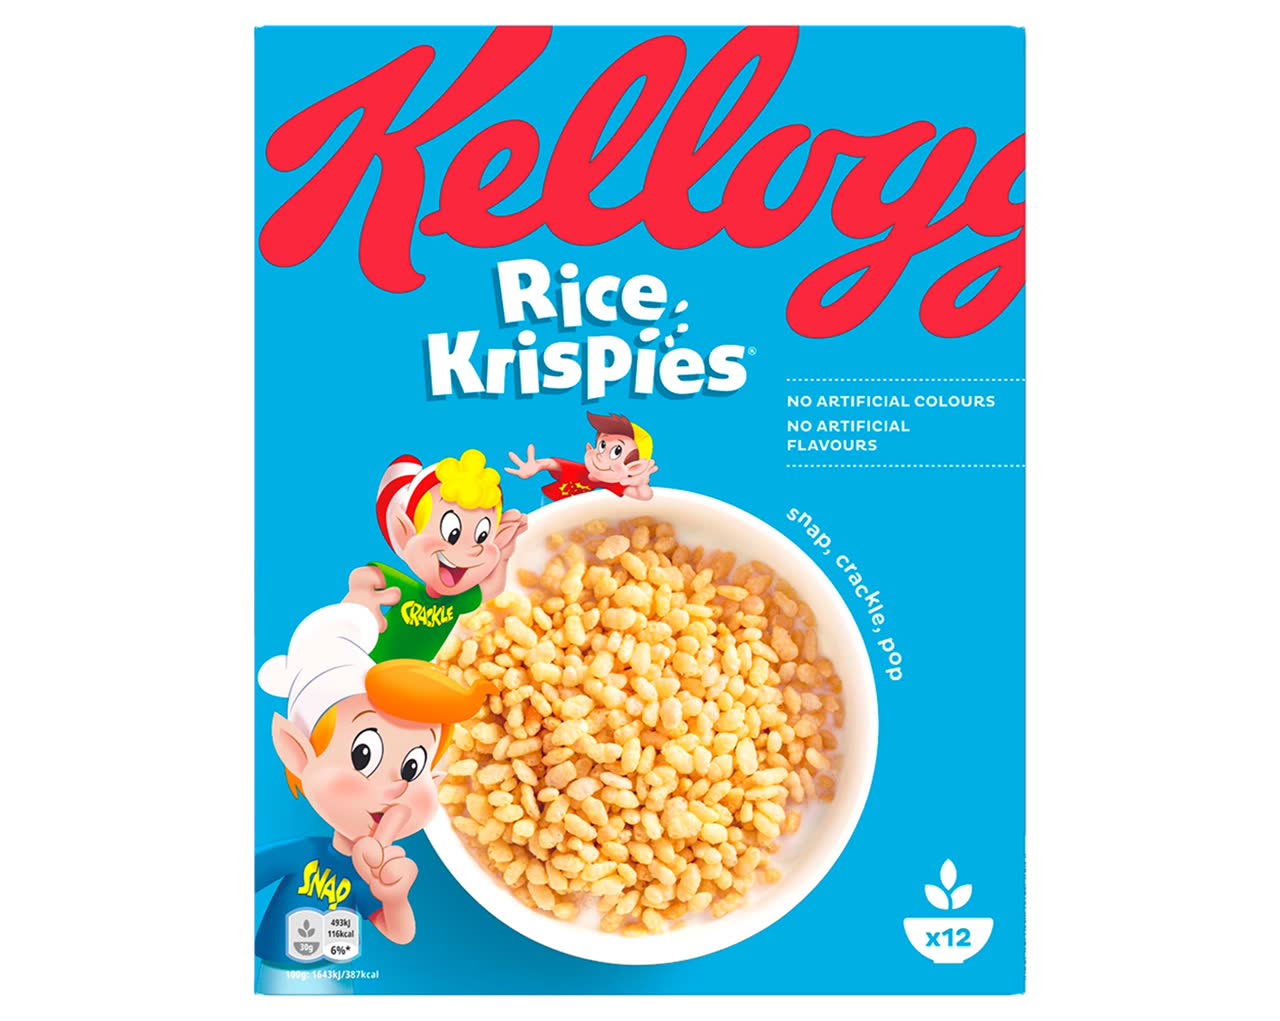 Kellogg
Rice
Krispies®
NO ARTIFICIAL COLOURS
NO ARTIFICIAL
FLAVOURS
snap, crackle, pop
CRACKLE
SNAP
493kJ
116kcal
30g
6%*
100g: 1643kJ/387kcal
x12